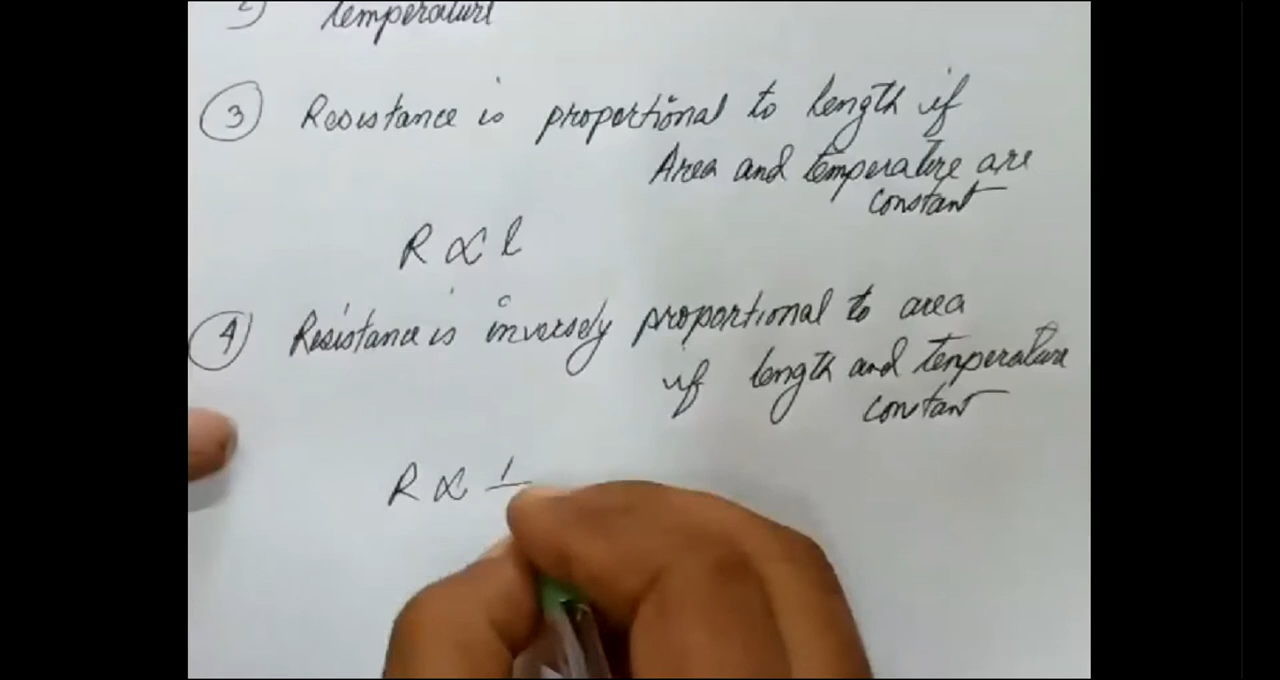 2) temperature
3 Resistance is proportional to length if
Area and temperature are
constant
R ∝ l
4 Resistance is inversely proportional to area
if length and temperature
constant
R ∝ 1